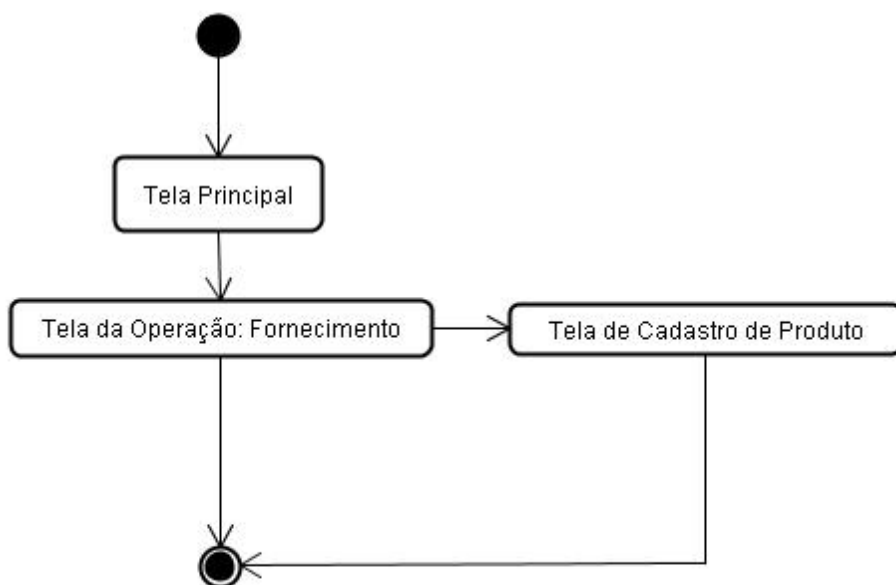 Tela Principal
Tela da Operação: Fornecimento
Tela de Cadastro de Produto